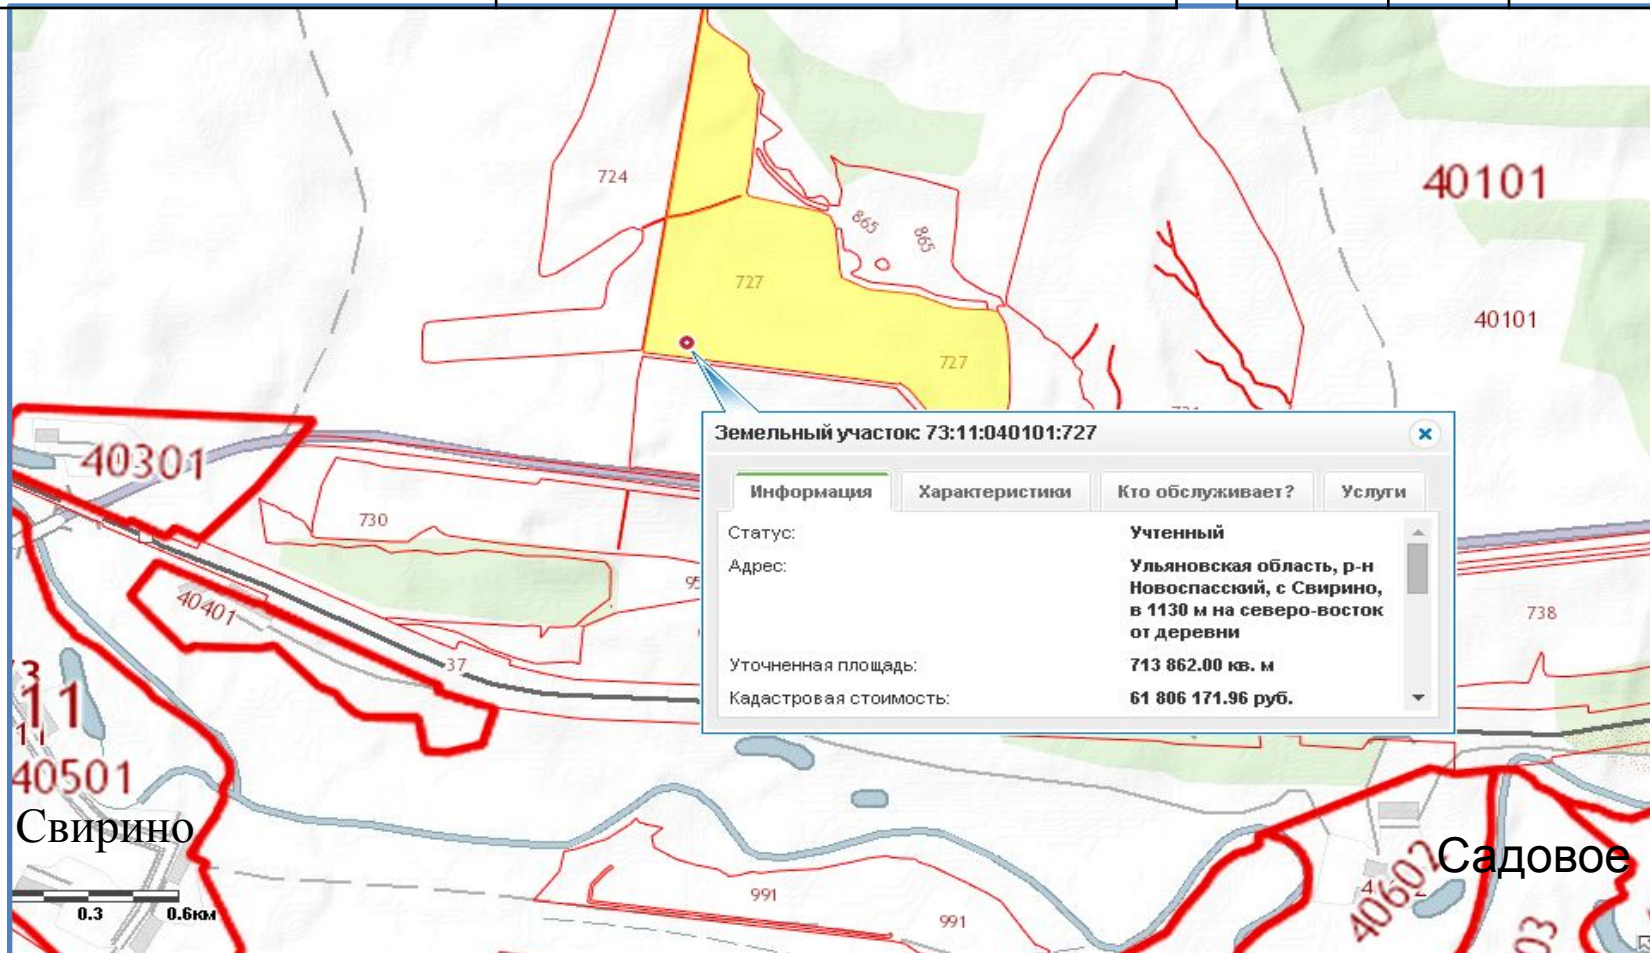 724
40101
865
865
727
40101
727
Земельный участок: 73:11:040101:727
Информация
Характеристики
Кто обслуживает?
Услуги
Статус:
Учтенный
Адрес:
Ульяновская область, р-н
Новоспасский, с Свирино,
в 1130 м на северо-восток
от деревни
Уточненная площадь:
713 862.00 кв. м
Кадастровая стоимость:
61 806 171.96 руб.
40301
730
40401
37
738
11
40501
Свирино
0.3
0.6км
991
991
40602
Садовое
03